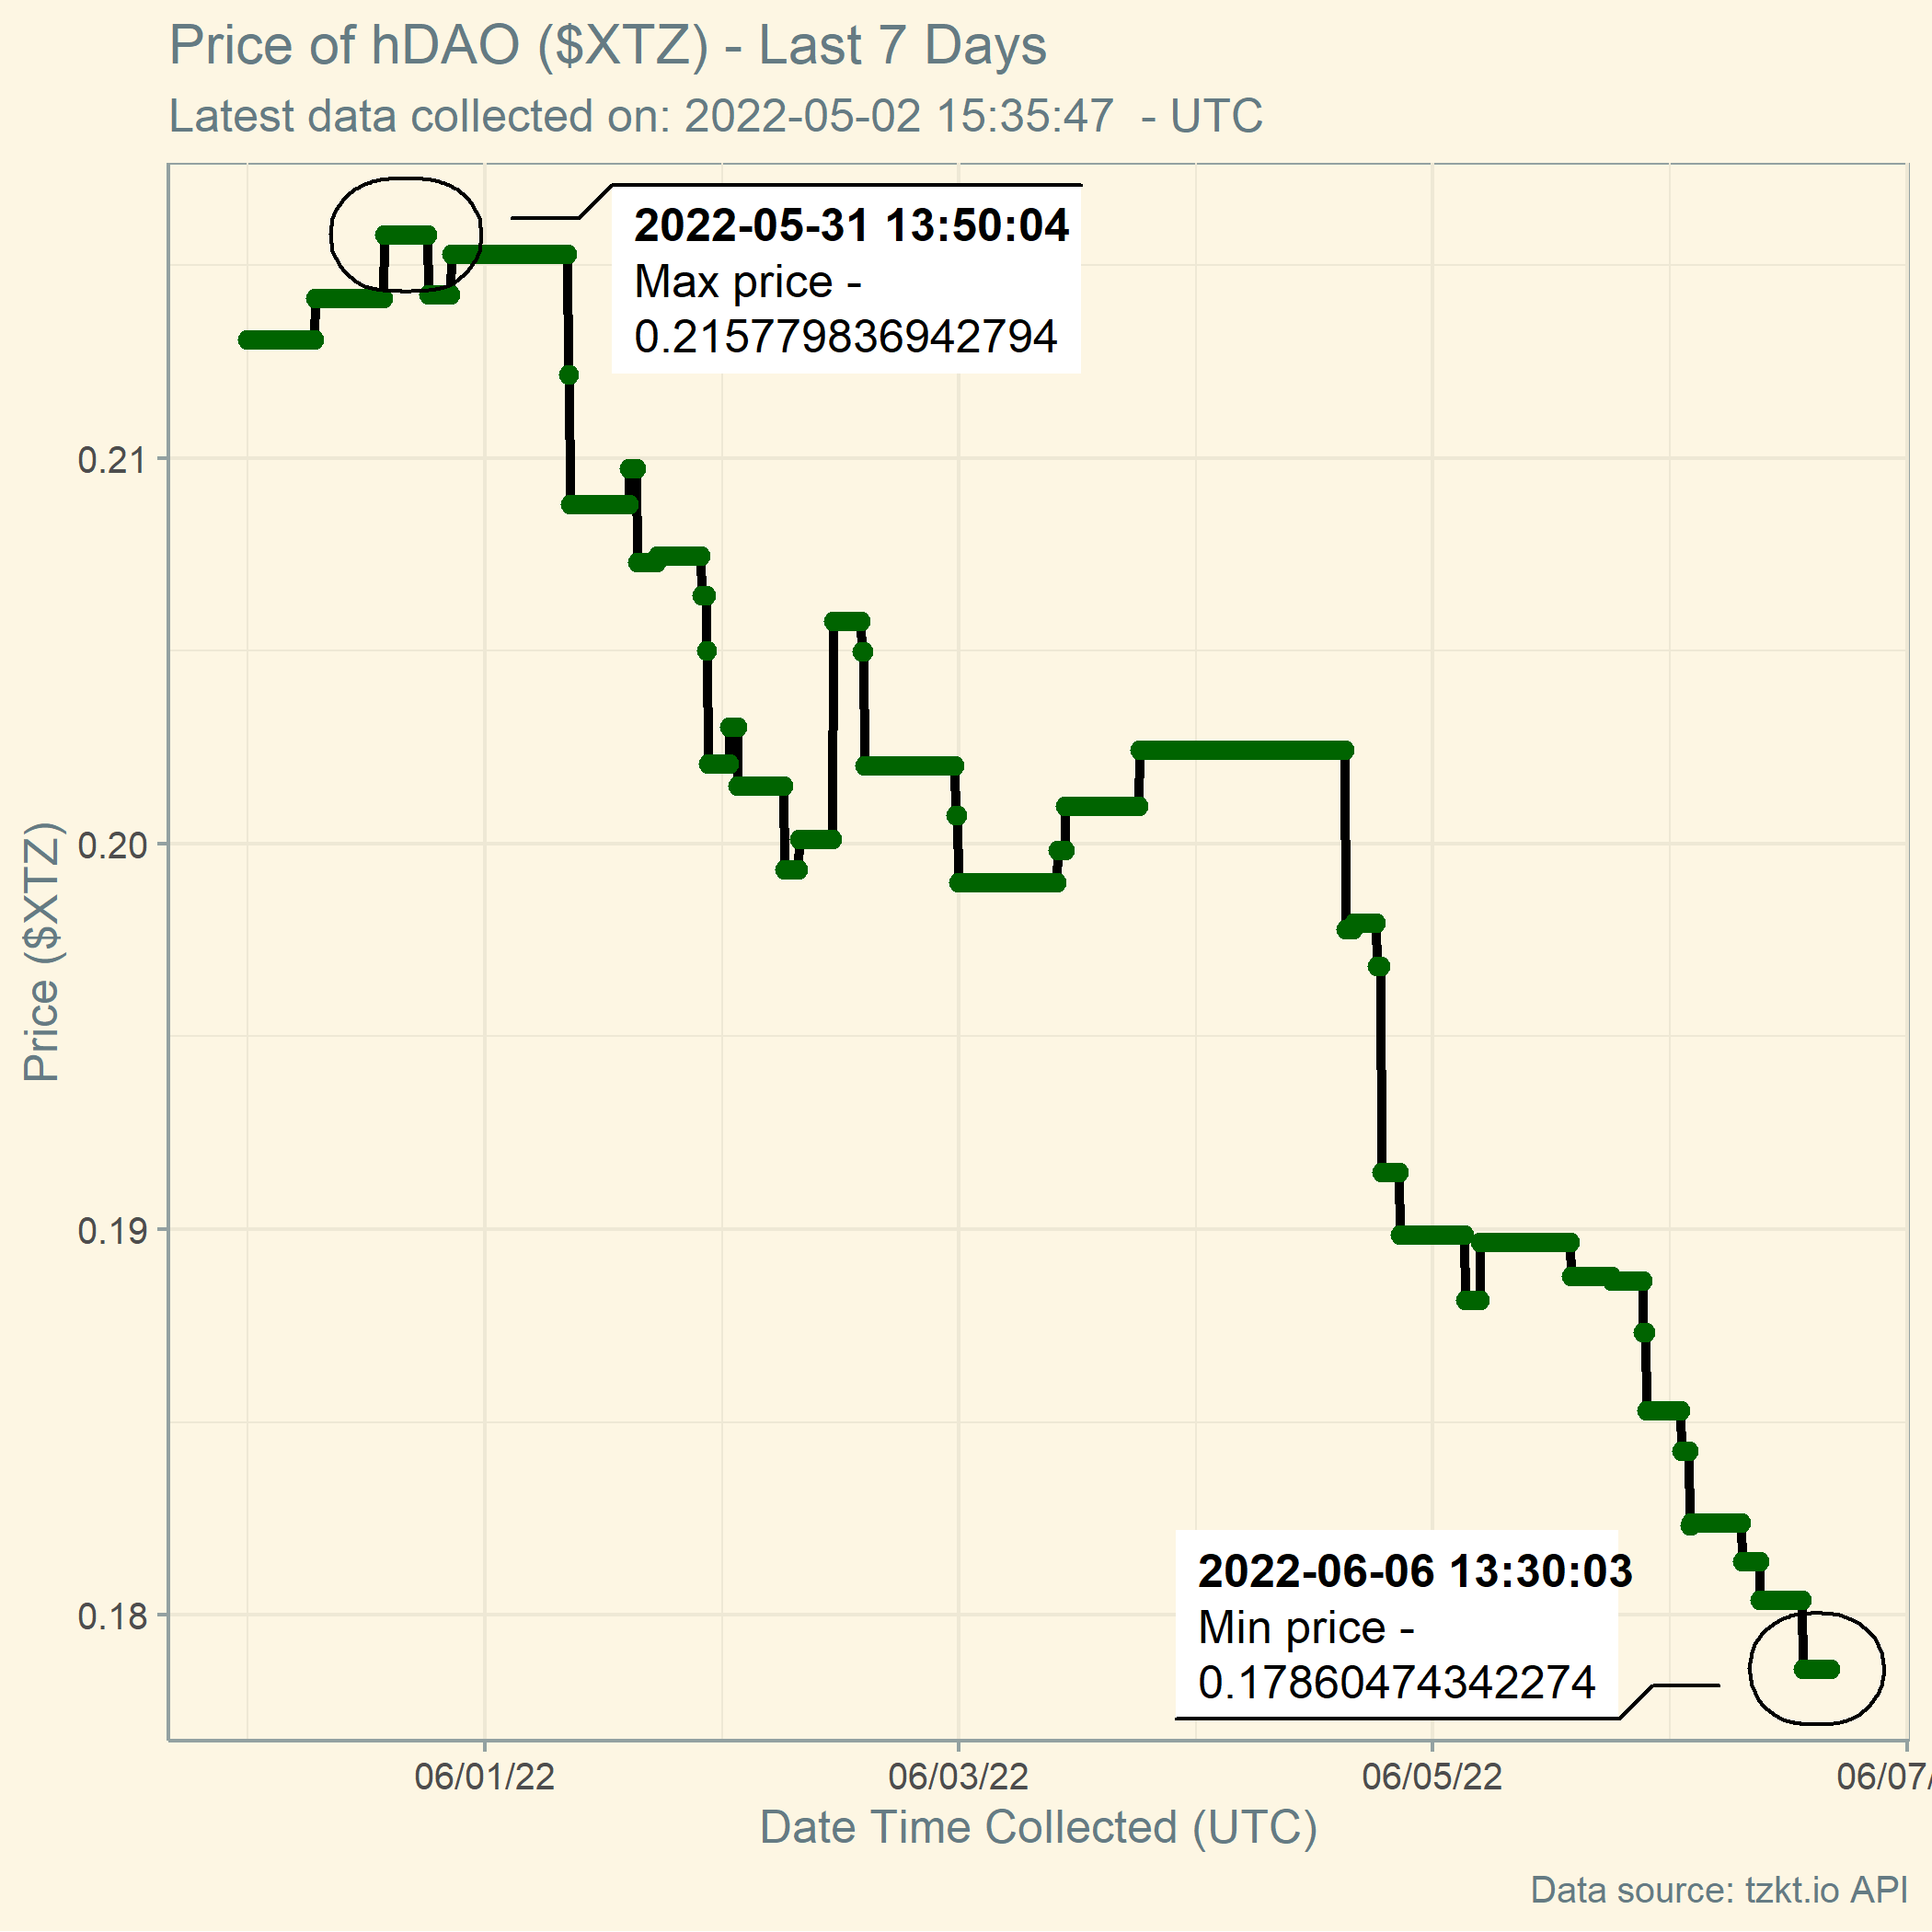 Price of hDAO ($XTZ) - Last 7 Days
Latest data collected on: 2022-05-02 15:35:47  - UTC
2022-05-31 13:50:04
Max price -
0.215779836942794
0.21
0.20
0.19
0.18
Price ($XTZ)
2022-06-06 13:30:03
Min price -
0.17860474342274
06/01/22
06/03/22
06/05/22
06/07/
Date Time Collected (UTC)
Data source: tzkt.io API